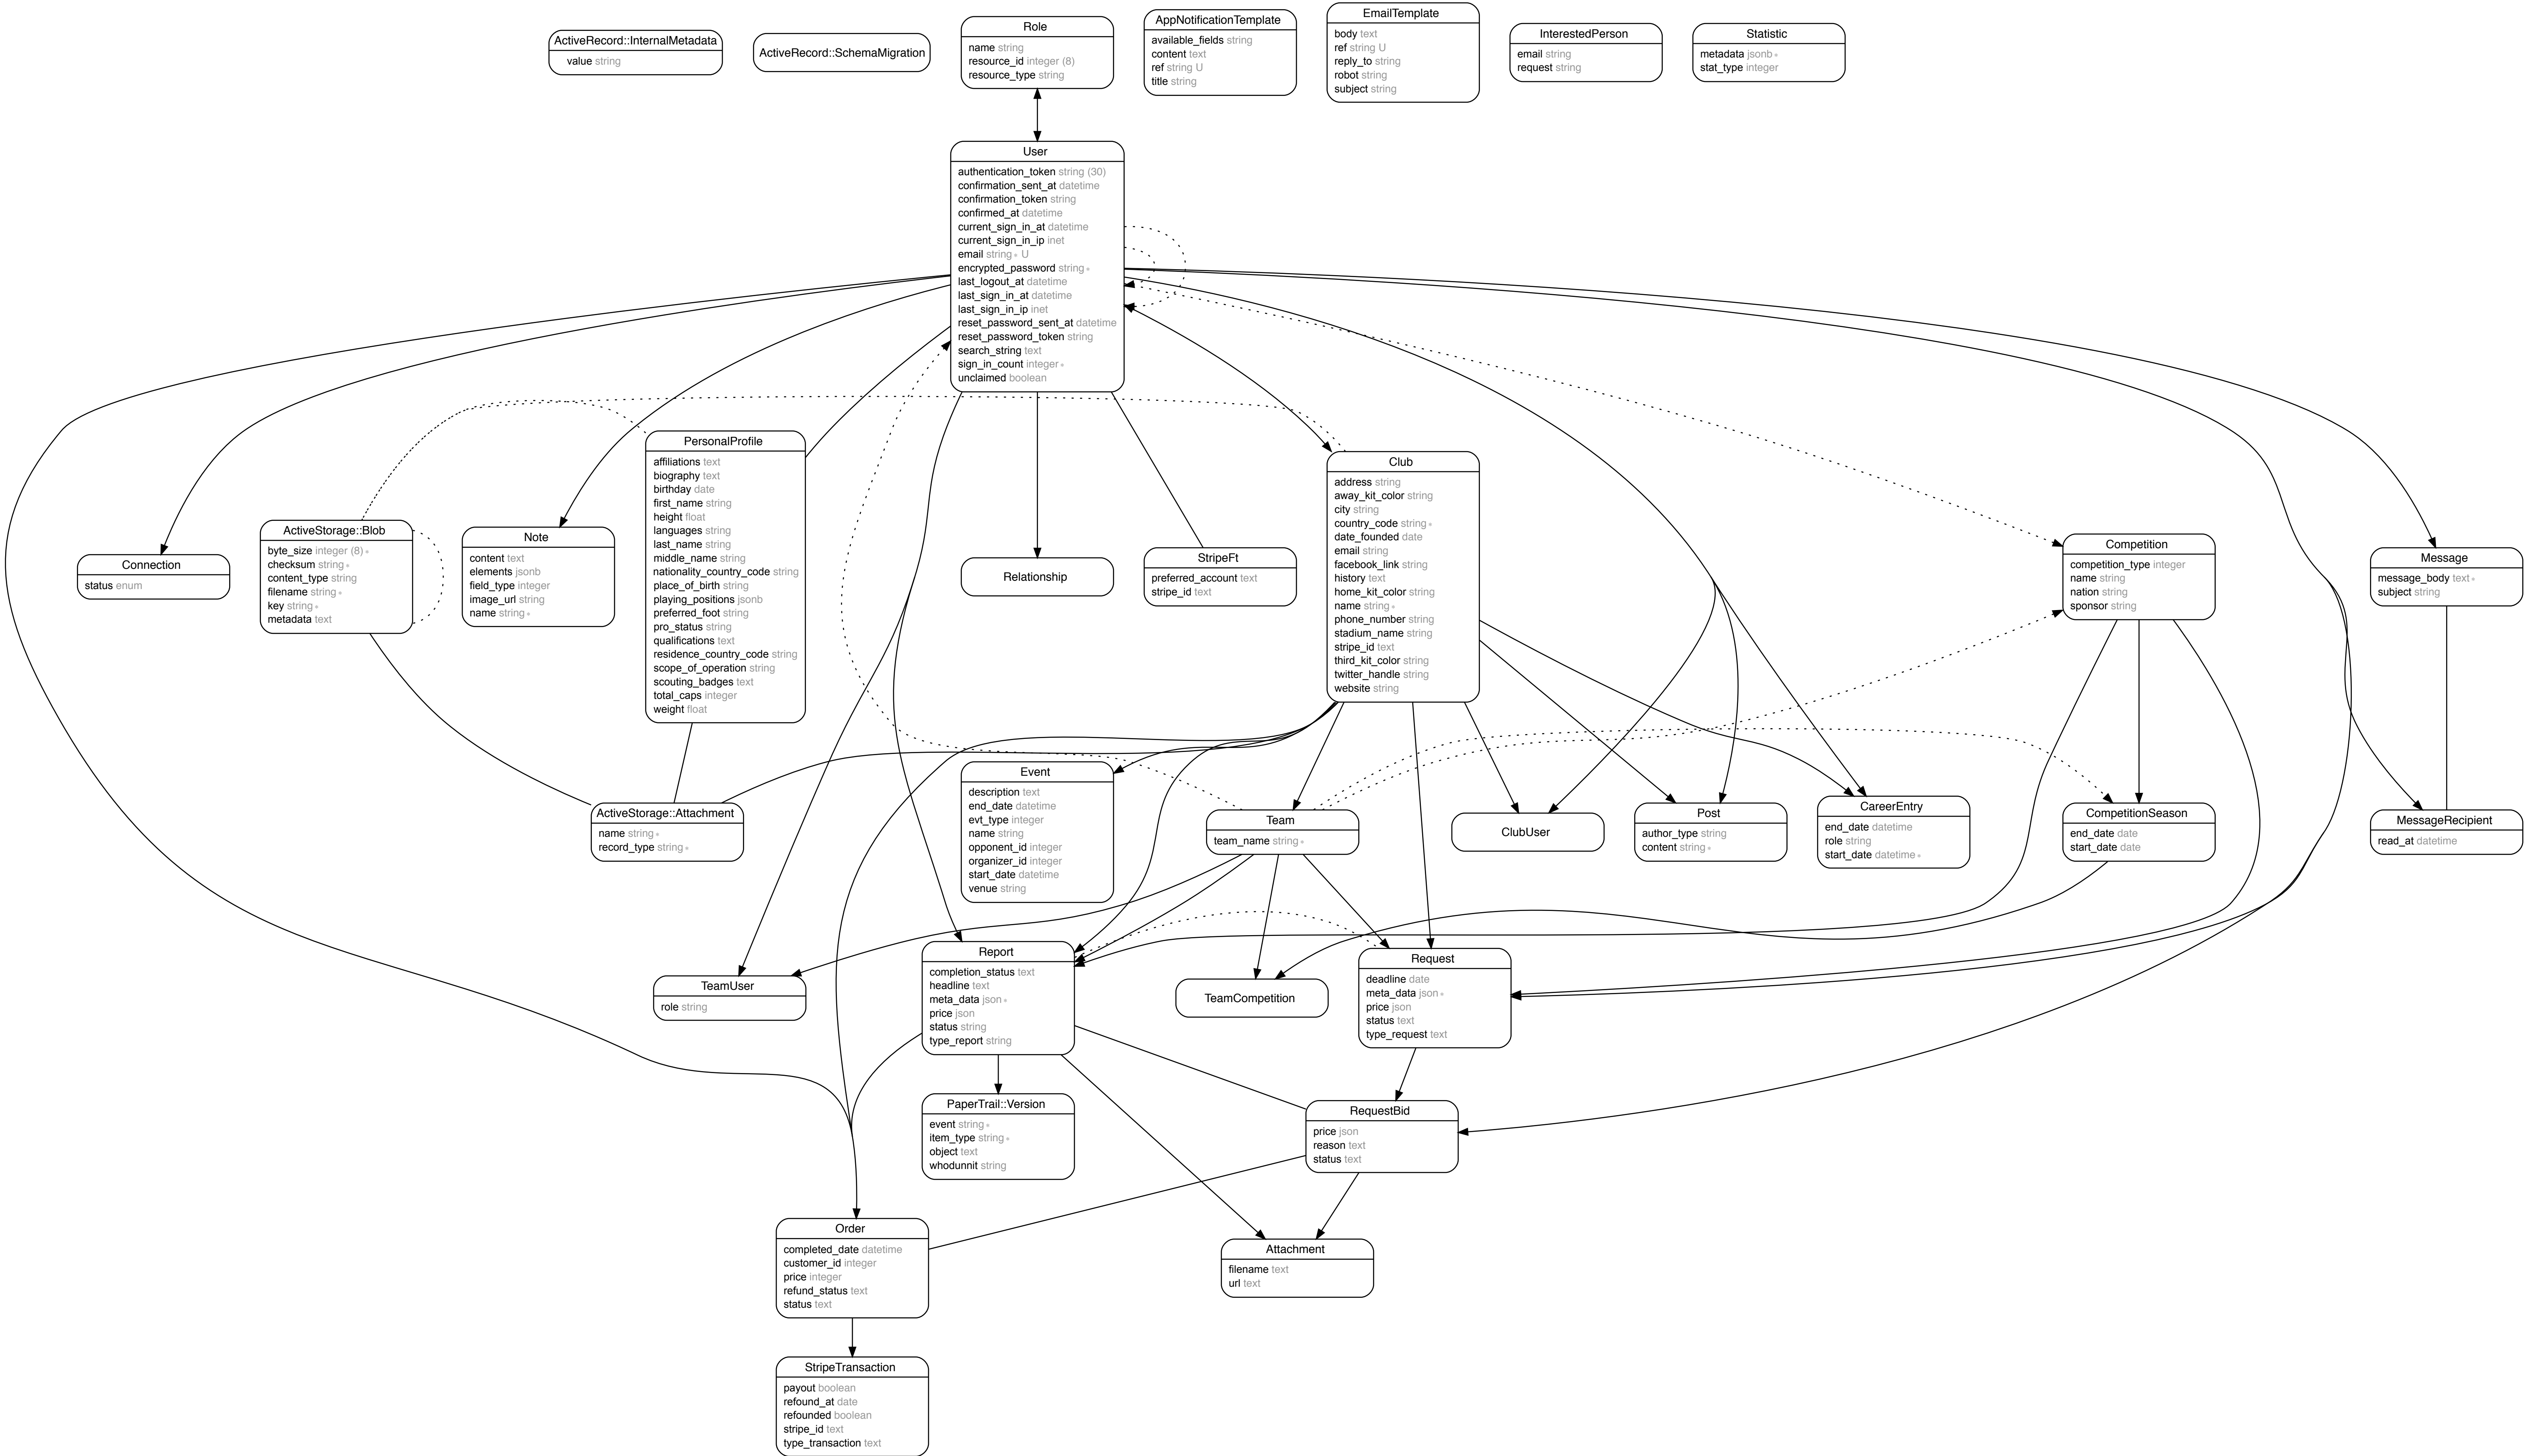 ActiveRecord::InternalMetadata
value string
ActiveRecord::SchemaMigration
Role
name string
resource_id integer (8)
resource_type string
AppNotificationTemplate
available_fields string
content text
ref string U
title string
EmailTemplate
body text
ref string U
reply_to string
robot string
subject string
InterestedPerson
email string
request string
Statistic
metadata jsonb *
stat_type integer
User
authentication_token string (30)
confirmation_sent_at datetime
confirmation_token string
confirmed_at datetime
current_sign_in_at datetime
current_sign_in_ip inet
email string * U
encrypted_password string *
last_logout_at datetime
last_sign_in_at datetime
last_sign_in_ip inet
reset_password_sent_at datetime
reset_password_token string
search_string text
sign_in_count integer *
unclaimed boolean
Connection
status enum
ActiveStorage::Blob
byte_size integer (8) *
checksum string *
content_type string
filename string *
key string *
metadata text
Note
content text
elements jsonb
field_type integer
image_url string
name string *
PersonalProfile
affiliations text
biography text
birthday date
first_name string
height float
languages string
last_name string
middle_name string
nationality_country_code string
place_of_birth string
playing_positions jsonb
preferred_foot string
pro_status string
qualifications text
residence_country_code string
scope_of_operation string
scouting_badges text
total_caps integer
weight float
Relationship
StripeFt
preferred_account text
stripe_id text
Club
address string
away_kit_color string
city string
country_code string *
date_founded date
email string
facebook_link string
history text
home_kit_color string
name string *
phone_number string
stadium_name string
stripe_id text
third_kit_color string
twitter_handle string
website string
Competition
competition_type integer
name string
nation string
sponsor string
Message
message_body text *
subject string
ActiveStorage::Attachment
name string *
record_type string *
Event
description text
end_date datetime
evt_type integer
name string
opponent_id integer
organizer_id integer
start_date datetime
venue string
Team
team_name string *
ClubUser
Post
author_type string
content string *
CareerEntry
end_date datetime
role string
start_date datetime *
CompetitionSeason
end_date date
start_date date
MessageRecipient
read_at datetime
TeamUser
role string
Report
completion_status text
headline text
meta_data json *
price json
status string
type_report string
TeamCompetition
Request
deadline date
meta_data json *
price json
status text
type_request text
PaperTrail::Version
event string *
item_type string *
object text
whodunnit string
RequestBid
price json
reason text
status text
Order
completed_date datetime
customer_id integer
price integer
refund_status text
status text
Attachment
filename text
url text
StripeTransaction
payout boolean
refound_at date
refounded boolean
stripe_id text
type_transaction text